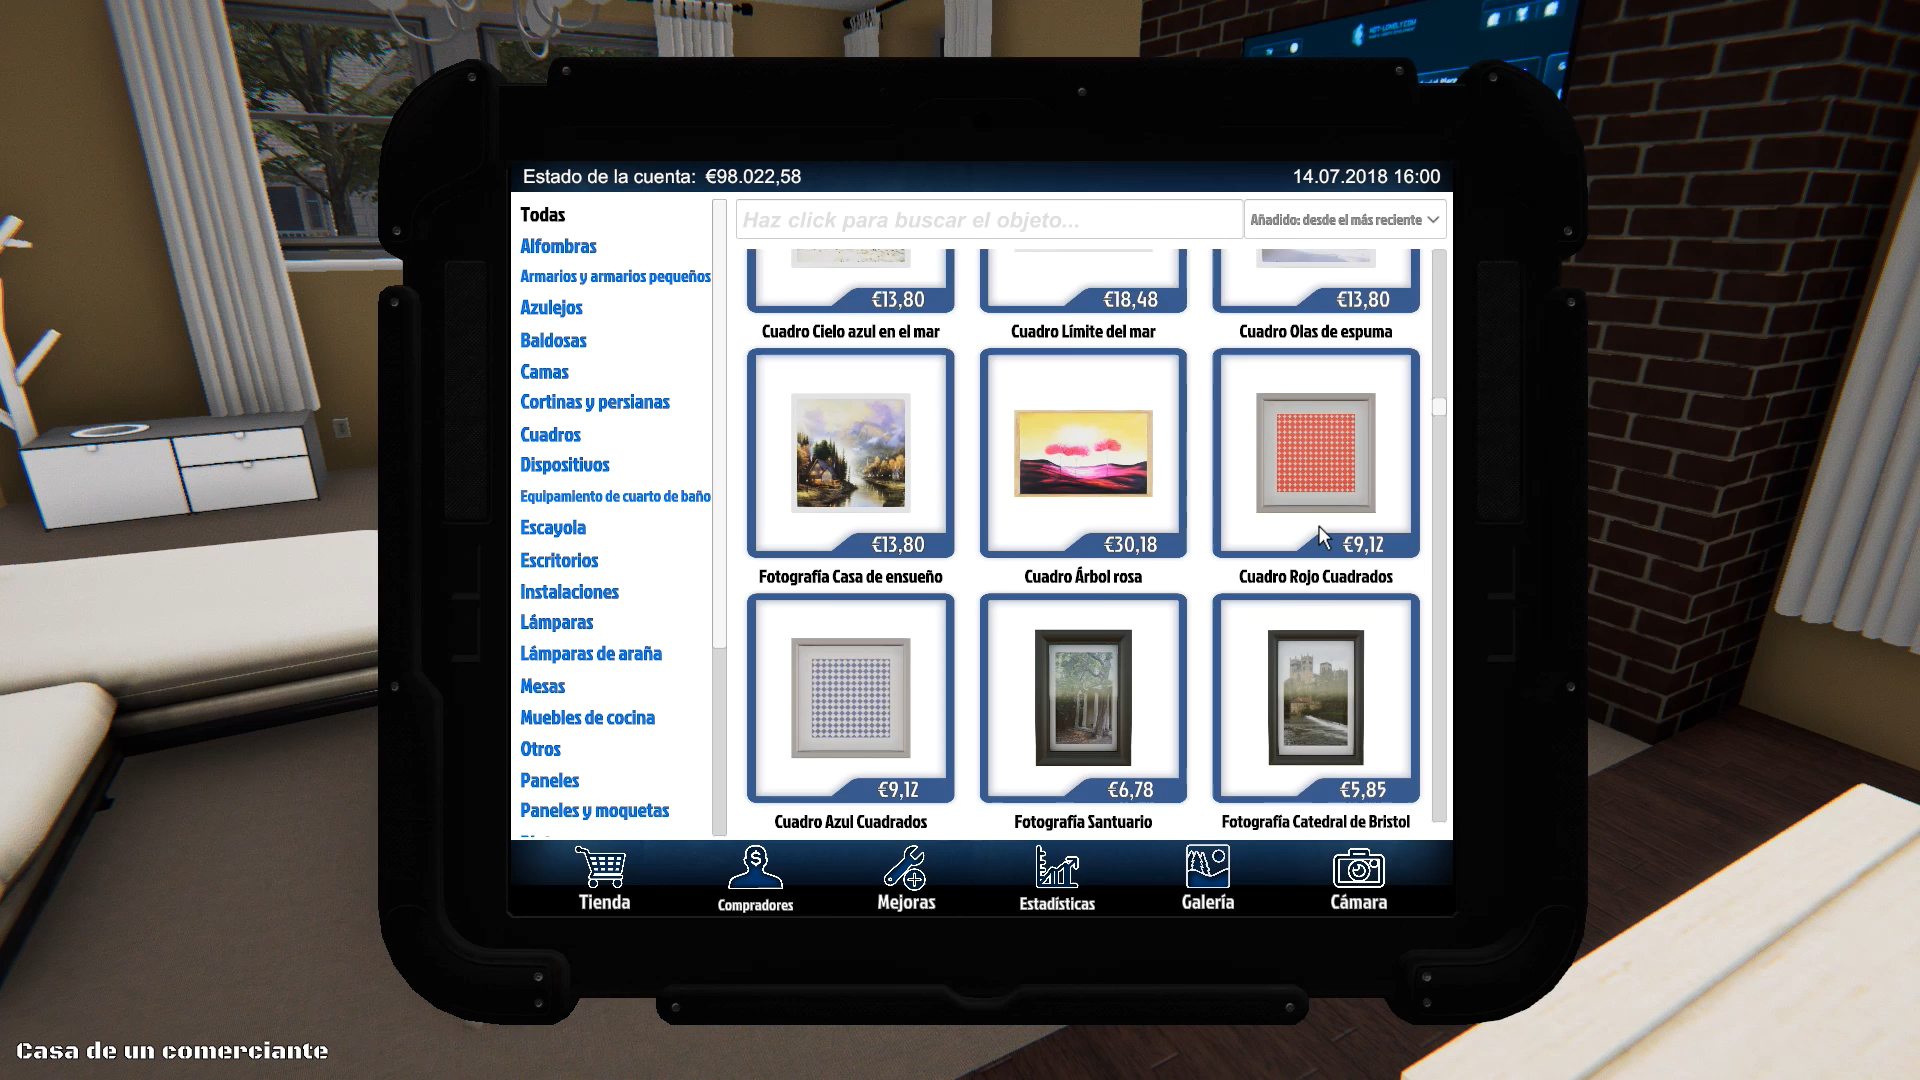 NET-LONELY.COM
Estado de la cuenta: €98.022,58
14.07.2018 16:00
Todas
Alfombras
Armarios y armarios pequeños
Azulejos
Baldosas
Camas
Cortinas y persianas
Cuadros
Dispositivos
Equipamiento de cuarto de baño
Escayola
Escritorios
Instalaciones
Lámparas
Lámparas de araña
Mesas
Muebles de cocina
Otros
Paneles
Paneles y moquetas
Haz click para buscar el objeto...
Añadido: desde el más reciente
€13,80
€18,48
€13,80
Cuadro Cielo azul en el mar
Cuadro Límite del mar
Cuadro Olas de espuma
€13,80
€30,18
€9,12
Fotografía Casa de ensueño
Cuadro Árbol rosa
Cuadro Rojo Cuadrados
€9,12
€6,78
€5,85
Cuadro Azul Cuadrados
Fotografía Santuario
Fotografía Catedral de Bristol
Tienda
Compradores
Mejoras
Estadísticas
Galería
Cámara
Casa de un comerciante